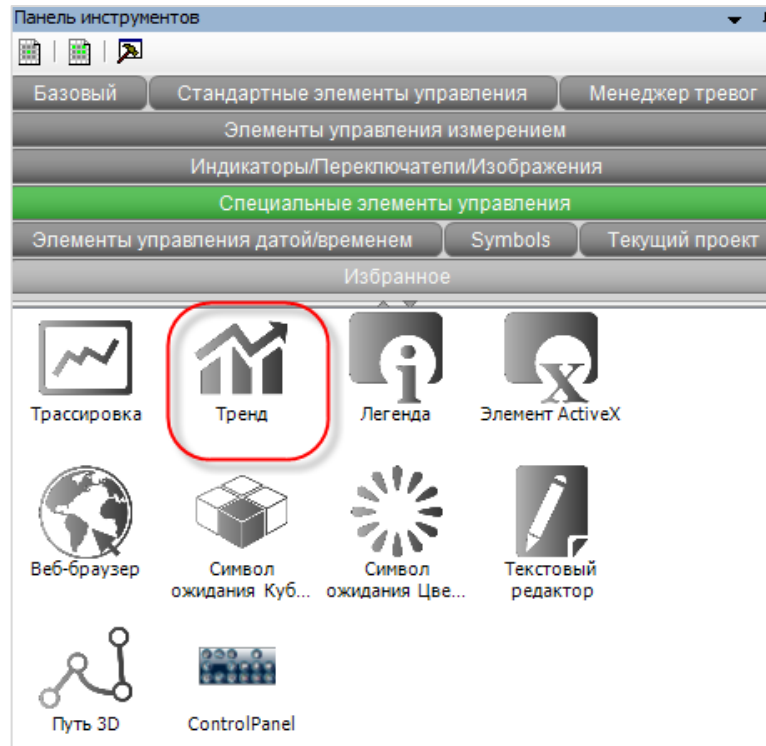 Панель инструментов
Базовый Стандартные элементы управления Менеджер тревог
Элементы управления измерением
Индикаторы/Переключатели/Изображения
Специальные элементы управления
Элементы управления датой/временем Symbols Текущий проект
Избранное
Трассировка Тренд Легенда Элемент ActiveX
Веб-браузер Символ Символ Текстовый
ожидания Куб... ожидания Цве... редактор
Путь 3D ControlPanel